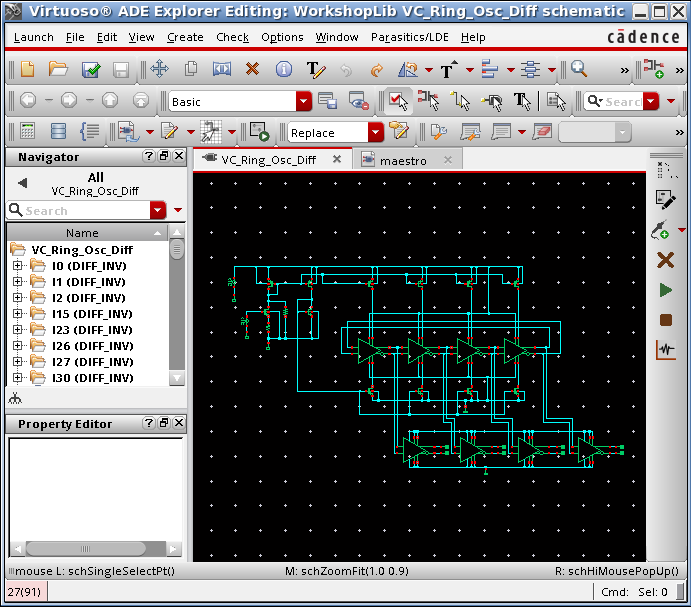 Virtuoso® ADE Explorer Editing: WorkshopLib VC_Ring_Osc_Diff schematic
Launch File Edit View Create Check Options Window Parasitics/LDE Help cādence
Basic
Search
Replace
Navigator
VC_Ring_Osc_Diff
maestro
All
VC_Ring_Osc_Diff
Search
Name
VC_Ring_Osc_Diff
I0 (DIFF_INV)
I1 (DIFF_INV)
I2 (DIFF_INV)
I15 (DIFF_INV)
I23 (DIFF_INV)
I26 (DIFF_INV)
I27 (DIFF_INV)
I30 (DIFF_INV)
Property Editor
mouse L: schSingleSelectPt() M: schZoomFit(1.0 0.9) R: schHiMousePopUp()
27(91) Cmd: Sel: 0